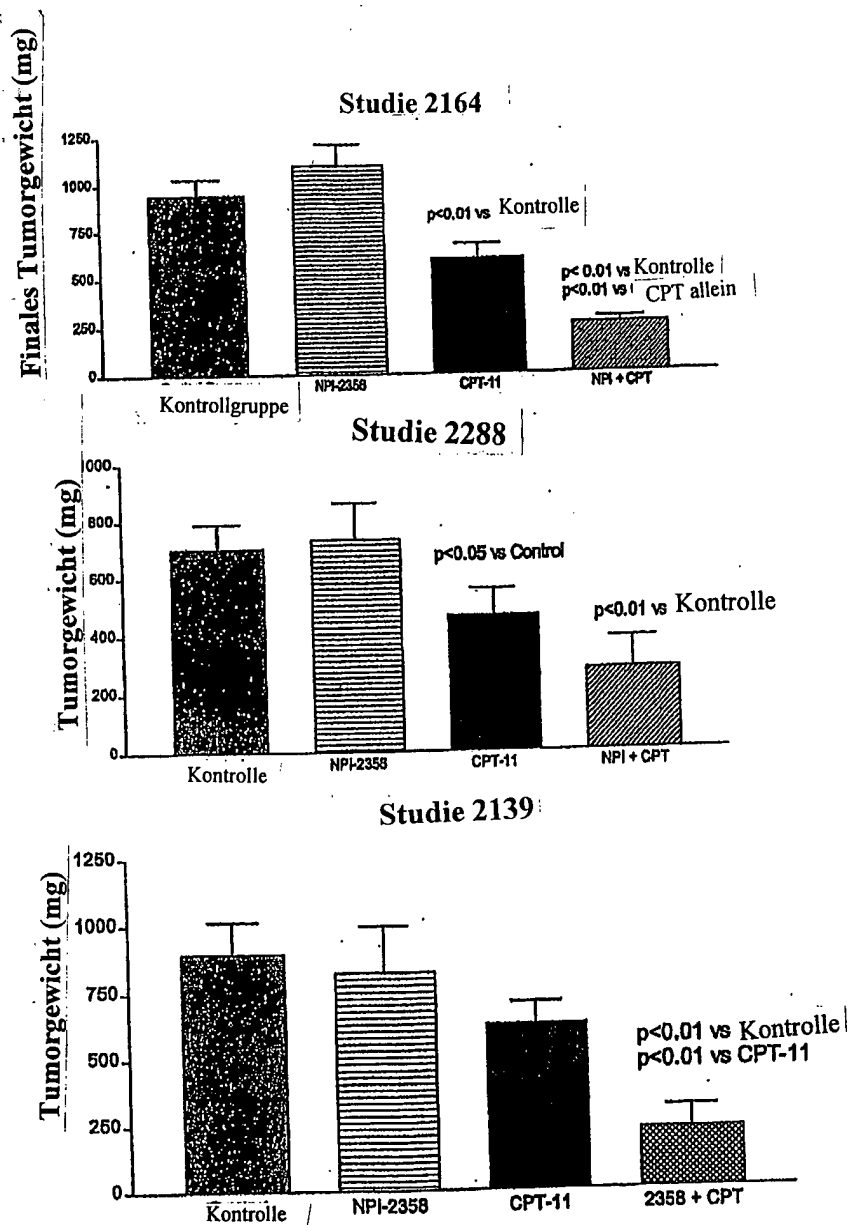 Studie 2164
Finales Tumorgewicht (mg)
1250
1000
750
500
250
0
p<0.01 vs Kontrolle
p< 0.01 vs Kontrolle
p<0.01 vs CPT allein
Kontrollgruppe
NPI-2358
CPT-11
NPI + CPT
Studie 2288
Tumorgewicht (mg)
1000
800
600
400
200
0
p<0.05 vs Control
p<0.01 vs Kontrolle
Kontrolle
NPI-2358
CPT-11
NPI + CPT
Studie 2139
Tumorgewicht (mg)
1250
1000
750
500
250
0
p<0.01 vs Kontrolle
p<0.01 vs CPT-11
Kontrolle
NPI-2358
CPT-11
2358 + CPT